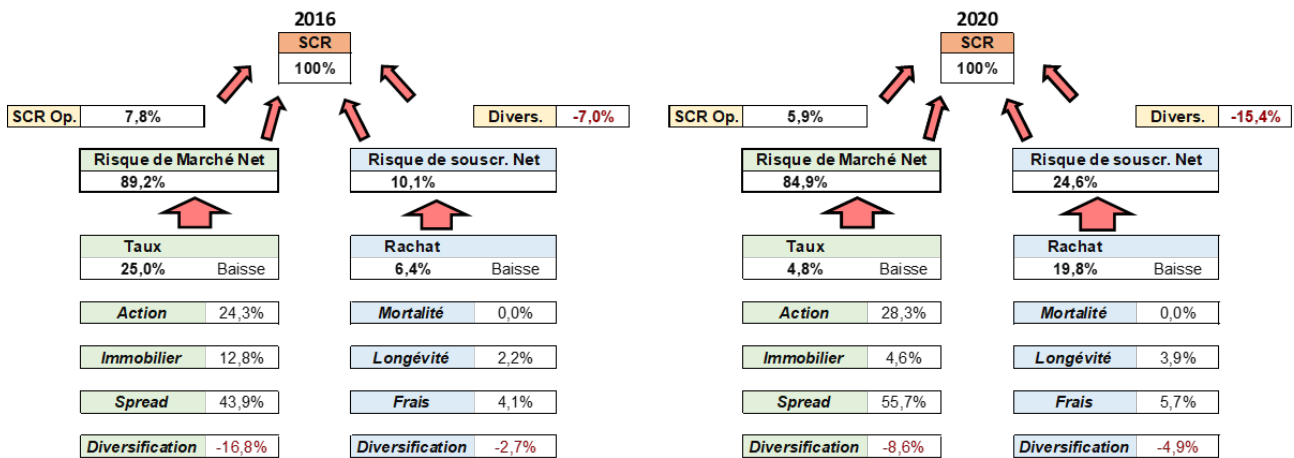 2016
SCR
100%
SCR Op. 7,8%
Divers. -7,0%
Risque de Marché Net
89,2%
Risque de souscr. Net
10,1%
Taux
25,0% Baisse
Action 24,3%
Immobilier 12,8%
Spread 43,9%
Diversification -16,8%
Rachat
6,4% Baisse
Mortalité 0,0%
Longévité 2,2%
Frais 4,1%
Diversification -2,7%
2020
SCR
100%
SCR Op. 5,9%
Divers. -15,4%
Risque de Marché Net
84,9%
Risque de souscr. Net
24,6%
Taux
4,8% Baisse
Action 28,3%
Immobilier 4,6%
Spread 55,7%
Diversification -8,6%
Rachat
19,8% Baisse
Mortalité 0,0%
Longévité 3,9%
Frais 5,7%
Diversification -4,9%